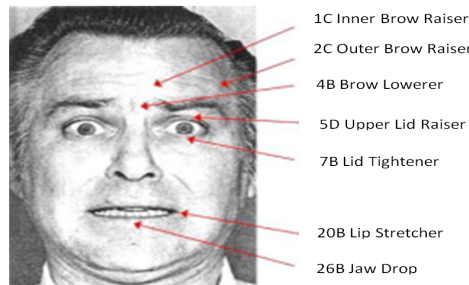 1C Inner Brow Raiser
2C Outer Brow Raiser
4B Brow Lowerer
5D Upper Lid Raiser
7B Lid Tightener
20B Lip Stretcher
26B Jaw Drop